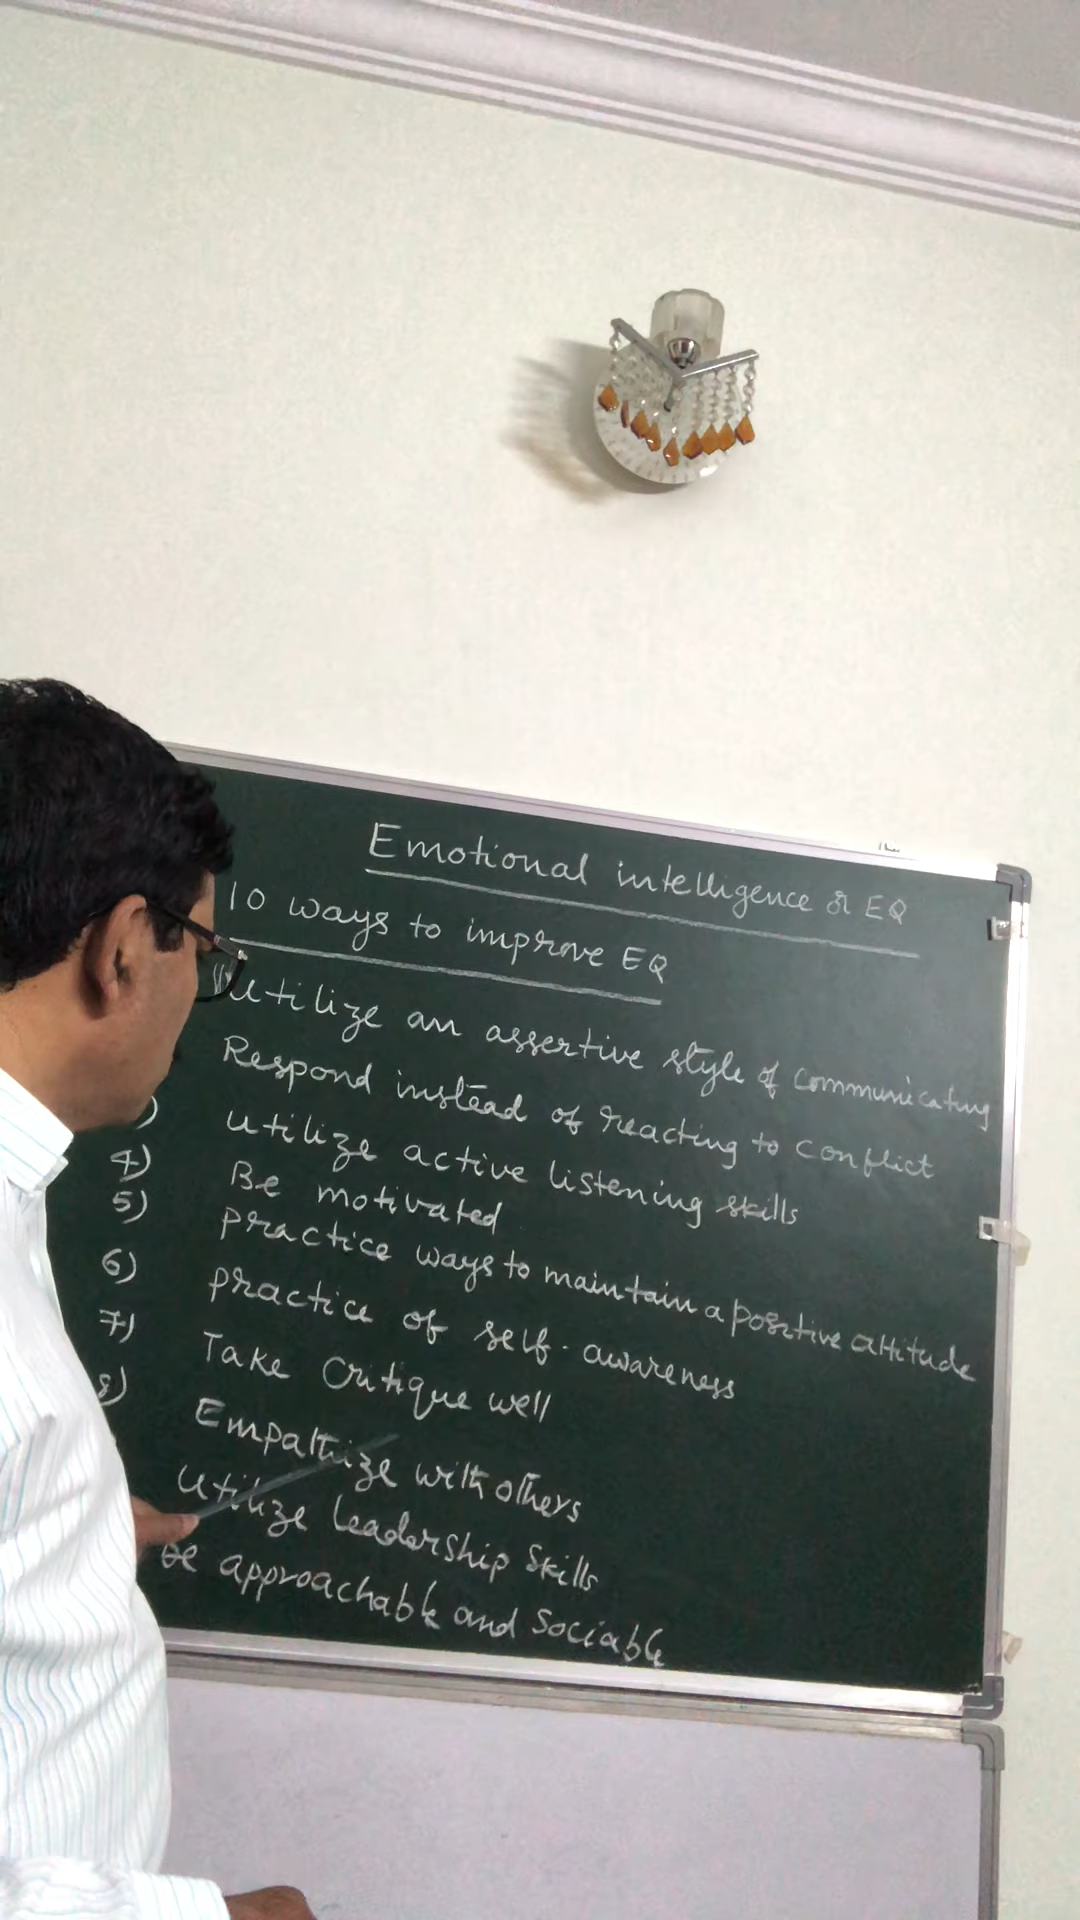 Emotional intelligence or EQ
10 ways to improve EQ
Utilize an assertive style of communicating
Respond instead of reacting to conflict
) utilize active listening skills
4) Be motivated
5) practice ways to maintain a positive attitude
6) practice of self-awareness
7) Take Critique well
8) Empathize with others
Utilize leadership skills
Be approachable and sociable